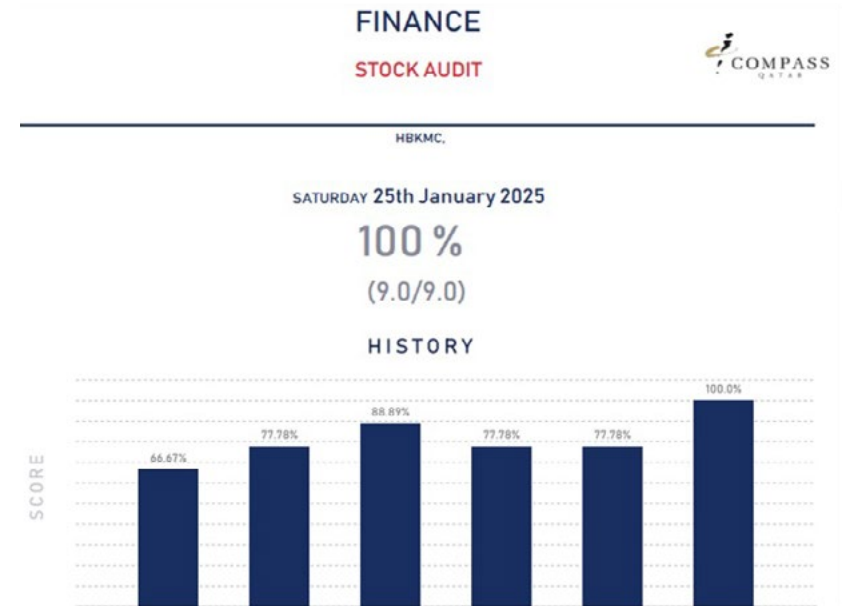 FINANCE
STOCK AUDIT
COMPASS
QATAR
HBKMC,
SATURDAY 25th January 2025
100 %
(9.0/9.0)
HISTORY
100.0%
88.89%
77.78% 77.78% 77.78%
66.67%
SCORE